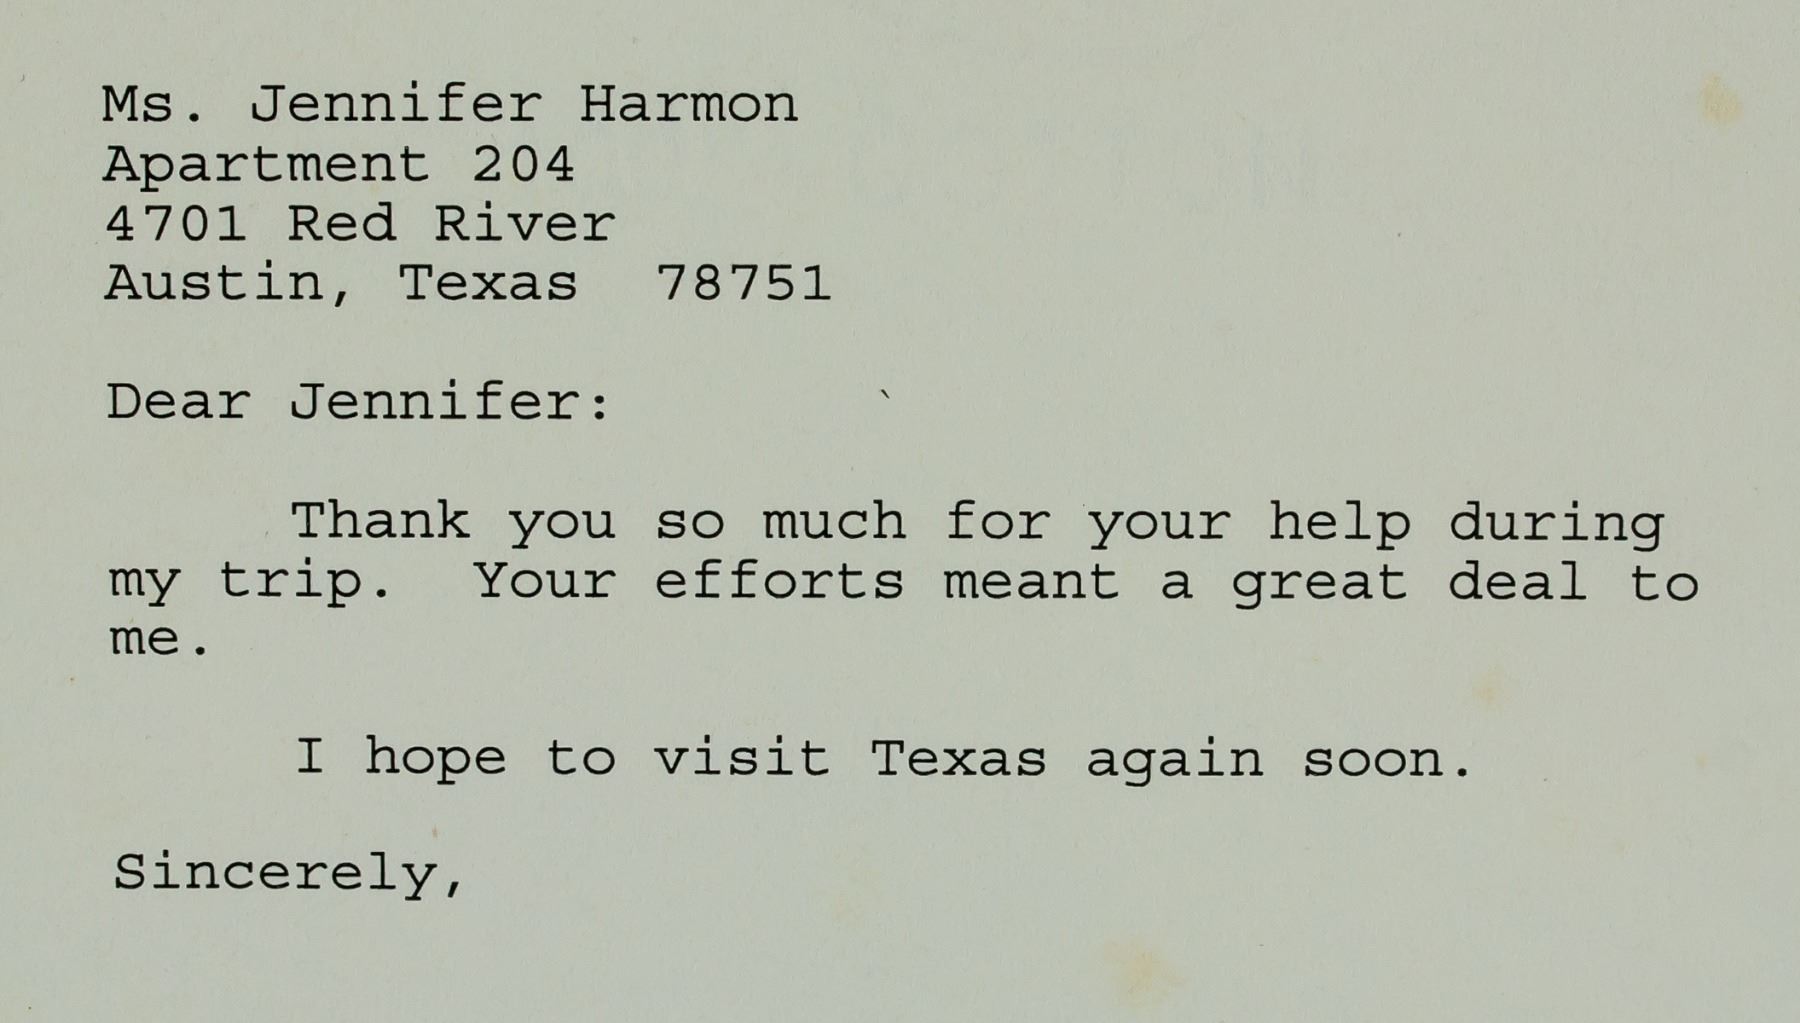 Ms. Jennifer Harmon
Apartment 204
4701 Red River
Austin, Texas  78751
Dear Jennifer:
Thank you so much for your help during
my trip.  Your efforts meant a great deal to
me.
I hope to visit Texas again soon.
Sincerely,